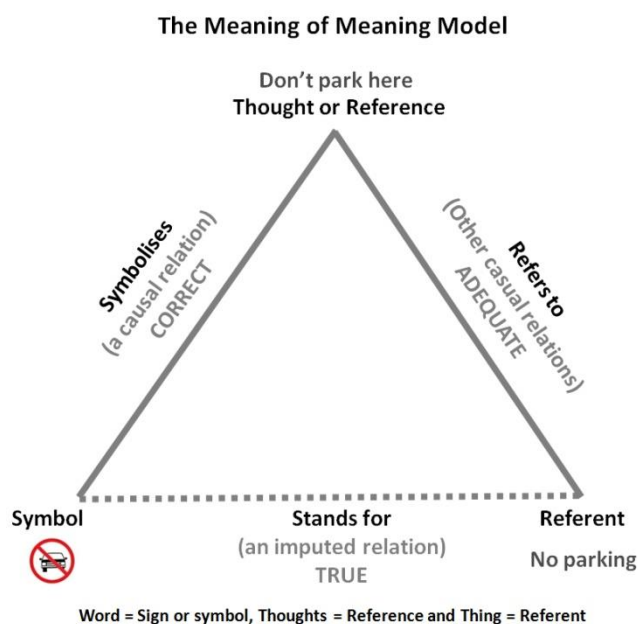 The Meaning of Meaning Model
Don't park here
Thought or Reference
Symbolises
(a causal relation)
CORRECT
Refers to
(Other casual relations)
ADEQUATE
Symbol
Stands for
Referent
(an imputed relation)
No parking
TRUE
Word = Sign or symbol, Thoughts = Reference and Thing = Referent